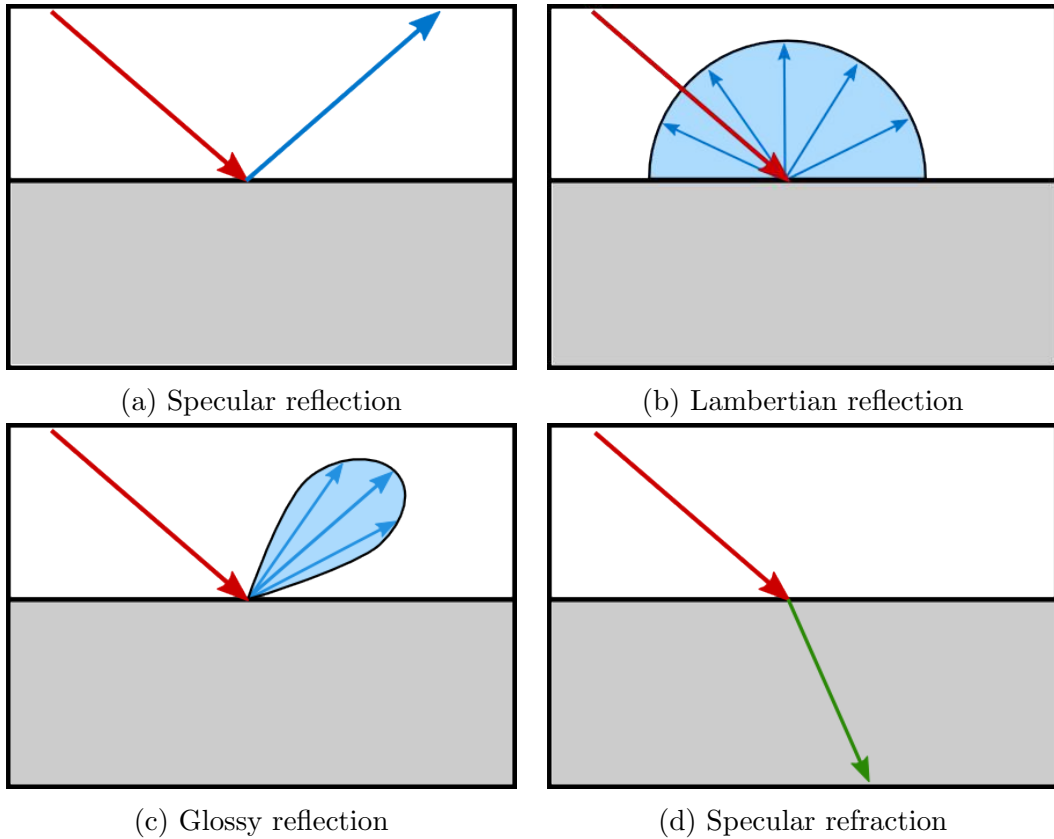 (a) Specular reflection
(b) Lambertian reflection
(c) Glossy reflection
(d) Specular refraction